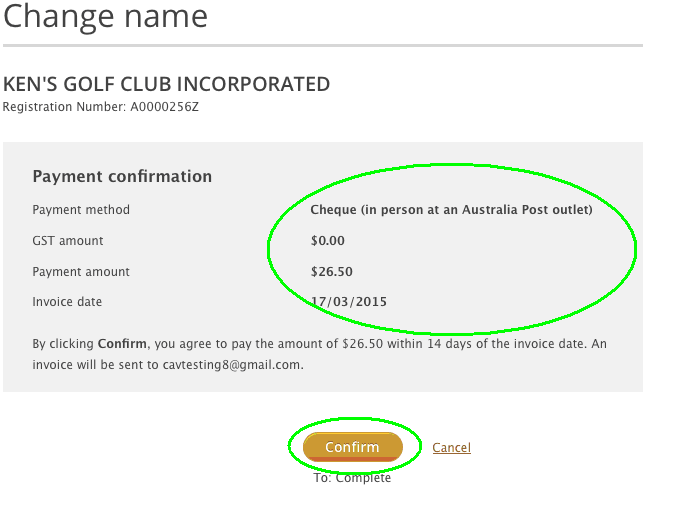 Change name
KEN'S GOLF CLUB INCORPORATED
Registration Number: A0000256Z
Payment confirmation
Payment method Cheque (in person at an Australia Post outlet)
GST amount $0.00
Payment amount $26.50
Invoice date 17/03/2015
By clicking Confirm, you agree to pay the amount of $26.50 within 14 days of the invoice date. An
invoice will be sent to cavtesting8@gmail.com.
Confirm Cancel
To: Complete